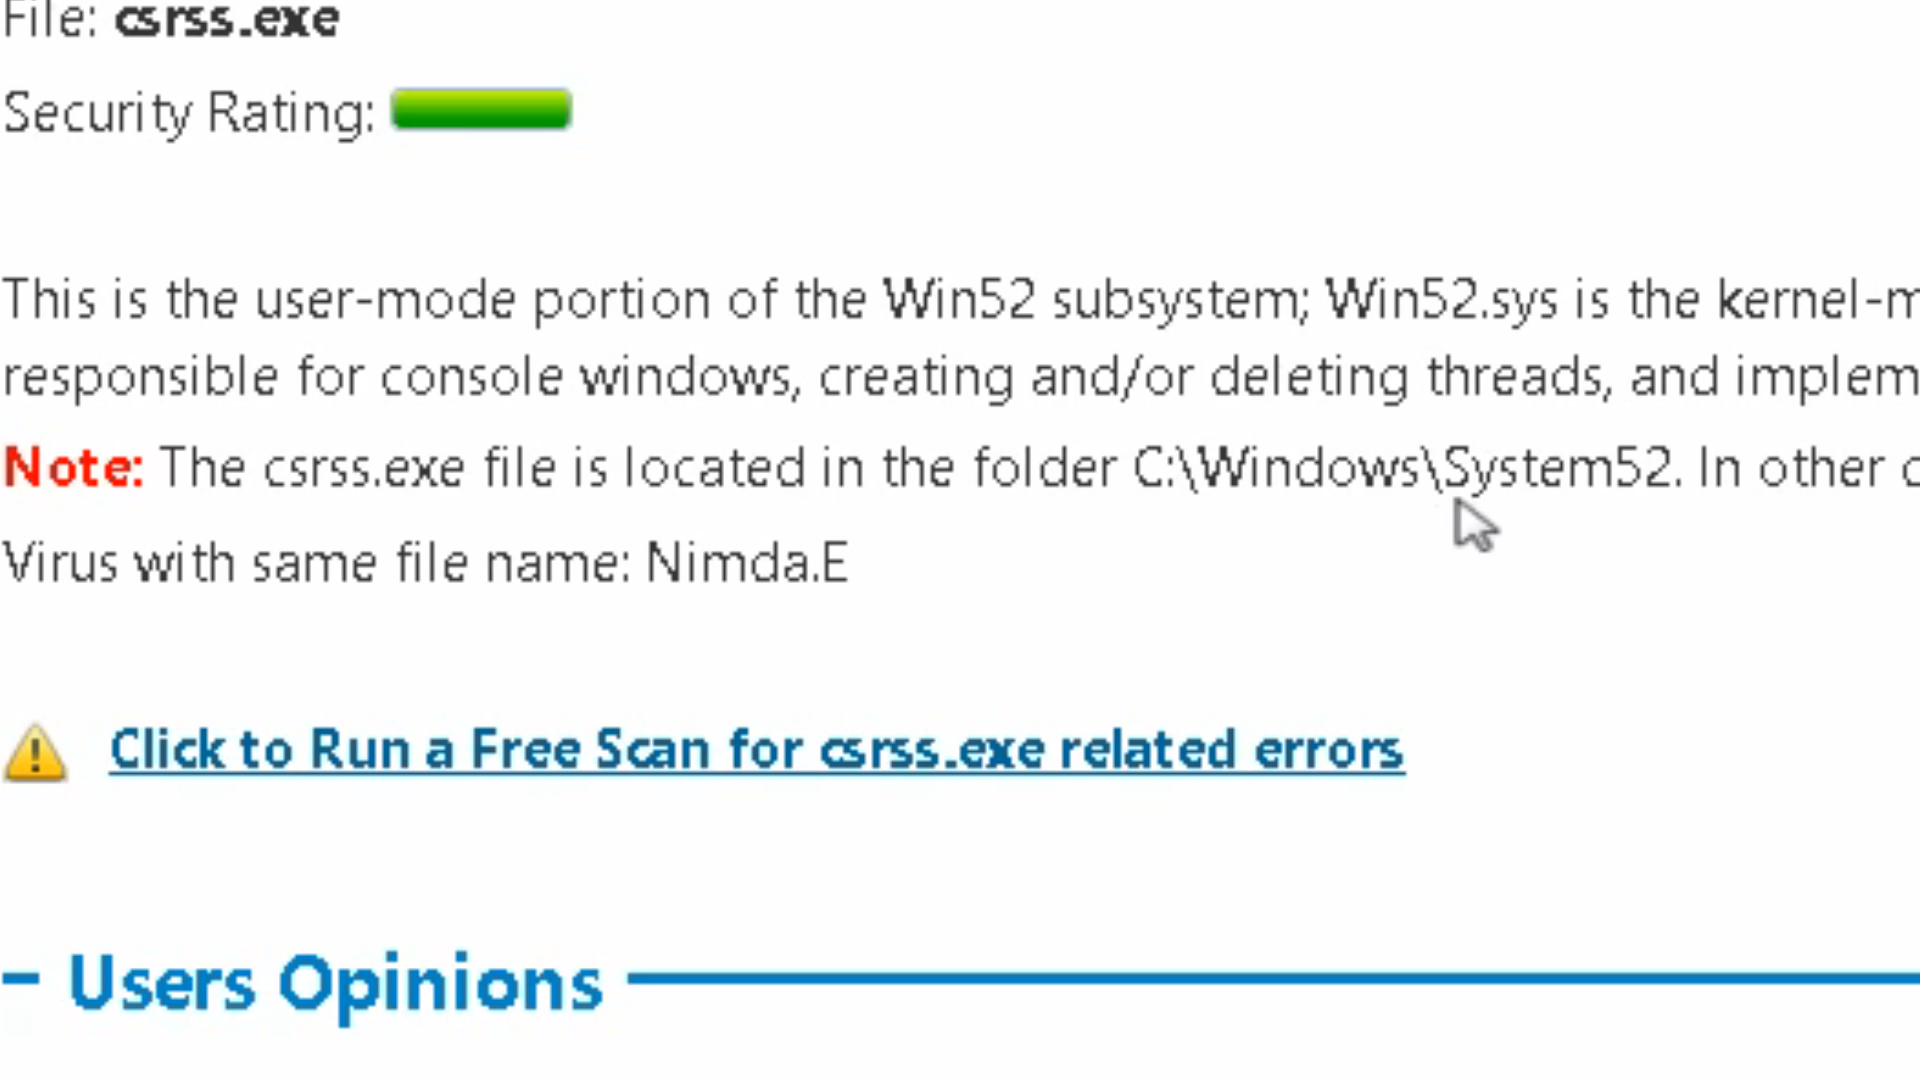 File: csrss.exe
Security Rating:
This is the user-mode portion of the Win52 subsystem; Win52.sys is the kernel-m
responsible for console windows, creating and/or deleting threads, and implem
Note: The csrss.exe file is located in the folder C:\Windows\System52. In other c
Virus with same file name: Nimda.E
Click to Run a Free Scan for csrss.exe related errors
Users Opinions